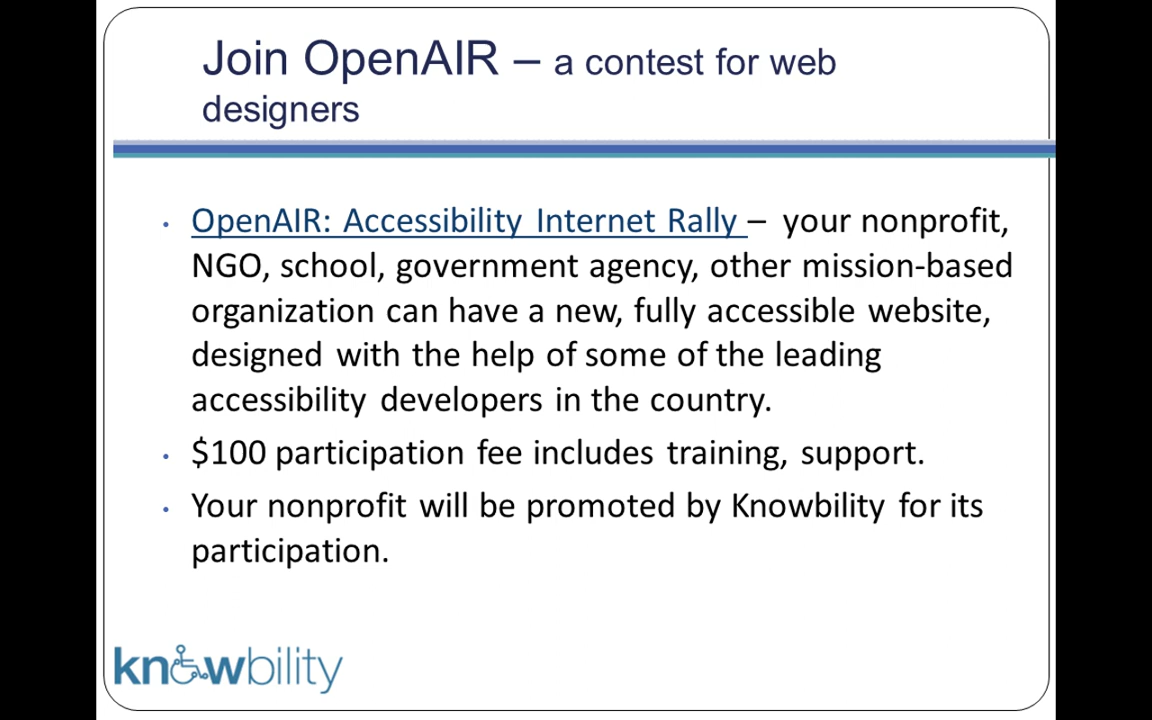 Join OpenAIR – a contest for web
designers
• OpenAIR: Accessibility Internet Rally – your nonprofit,
NGO, school, government agency, other mission-based
organization can have a new, fully accessible website,
designed with the help of some of the leading
accessibility developers in the country.
• $100 participation fee includes training, support.
• Your nonprofit will be promoted by Knowbility for its
participation.
knowbility